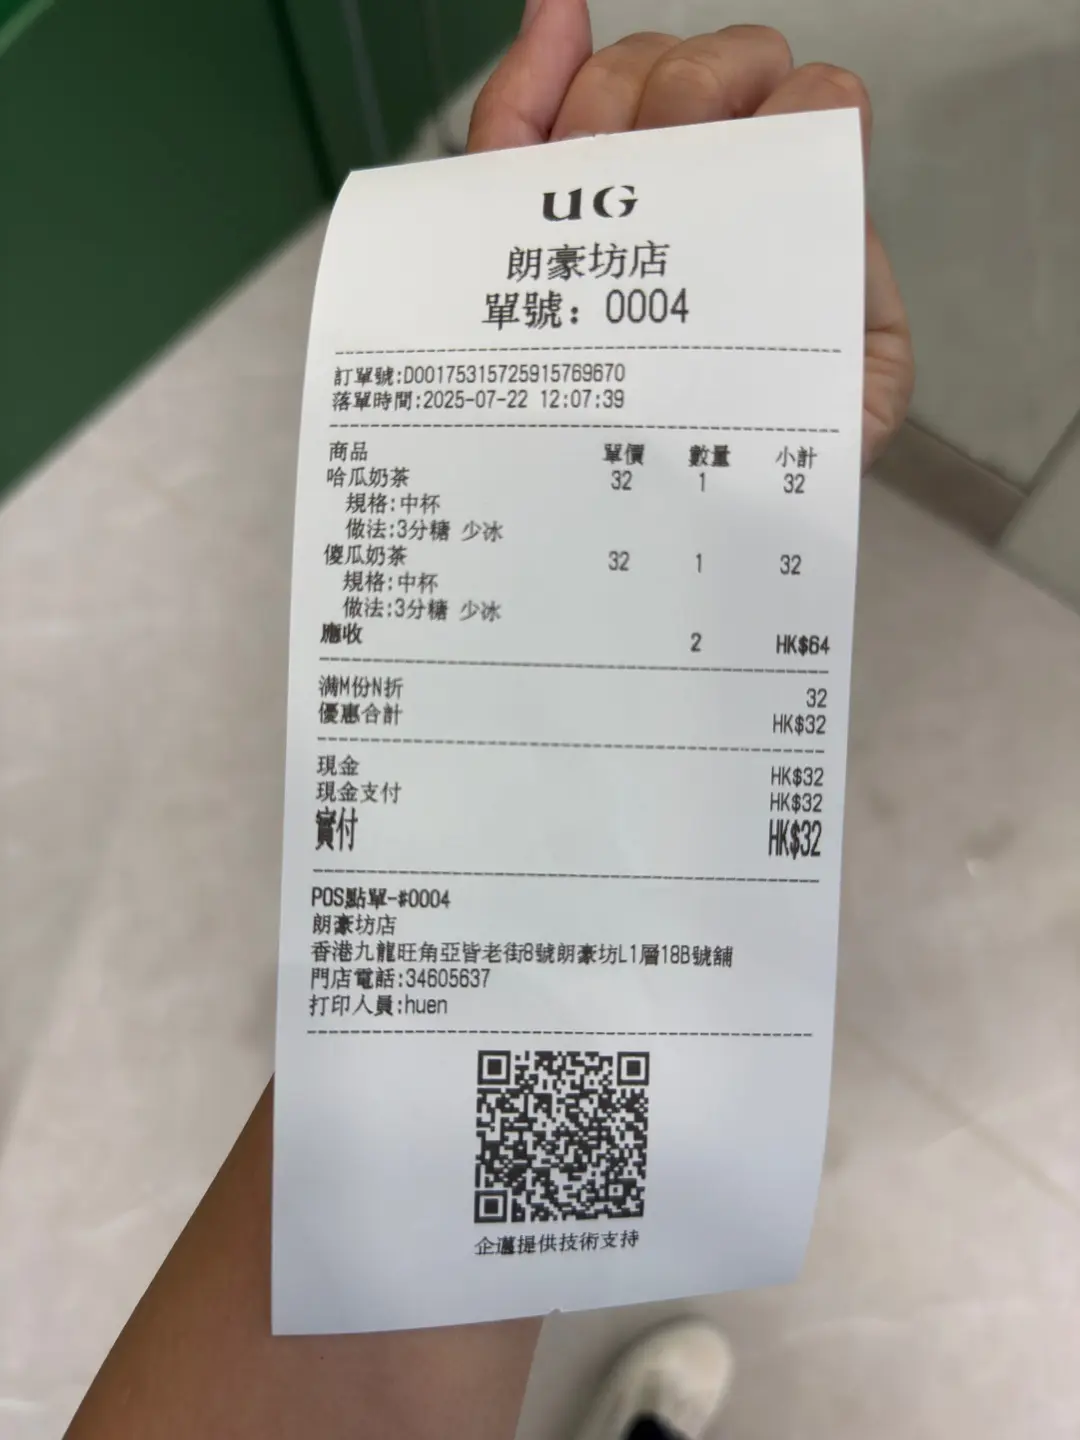 UG
朗豪坊店
單號：0004
訂單號:D00175315725915769670
落單時間:2025-07-22 12:07:39
商品 單價 數量 小計
哈瓜奶茶 32 1 32
規格:中杯
做法:3分糖 少冰
傻瓜奶茶 32 1 32
規格:中杯
做法:3分糖 少冰
應收 2 HK$64
滿M份N折 32
優惠合計 HK$32
現金 HK$32
現金支付 HK$32
實付 HK$32
POS點單-#0004
朗豪坊店
香港九龍旺角亞皆老街8號朗豪坊L1層18B號舖
門店電話:34605637
打印人員:huen
企邁提供技術支持